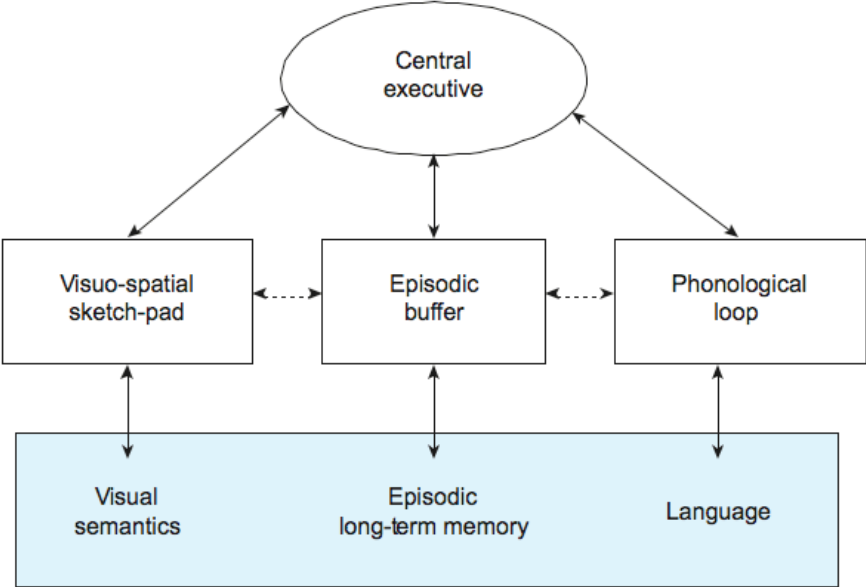 Central
executive
Visuo-spatial
sketch-pad
Episodic
buffer
Phonological
loop
Visual
semantics
Episodic
long-term memory
Language